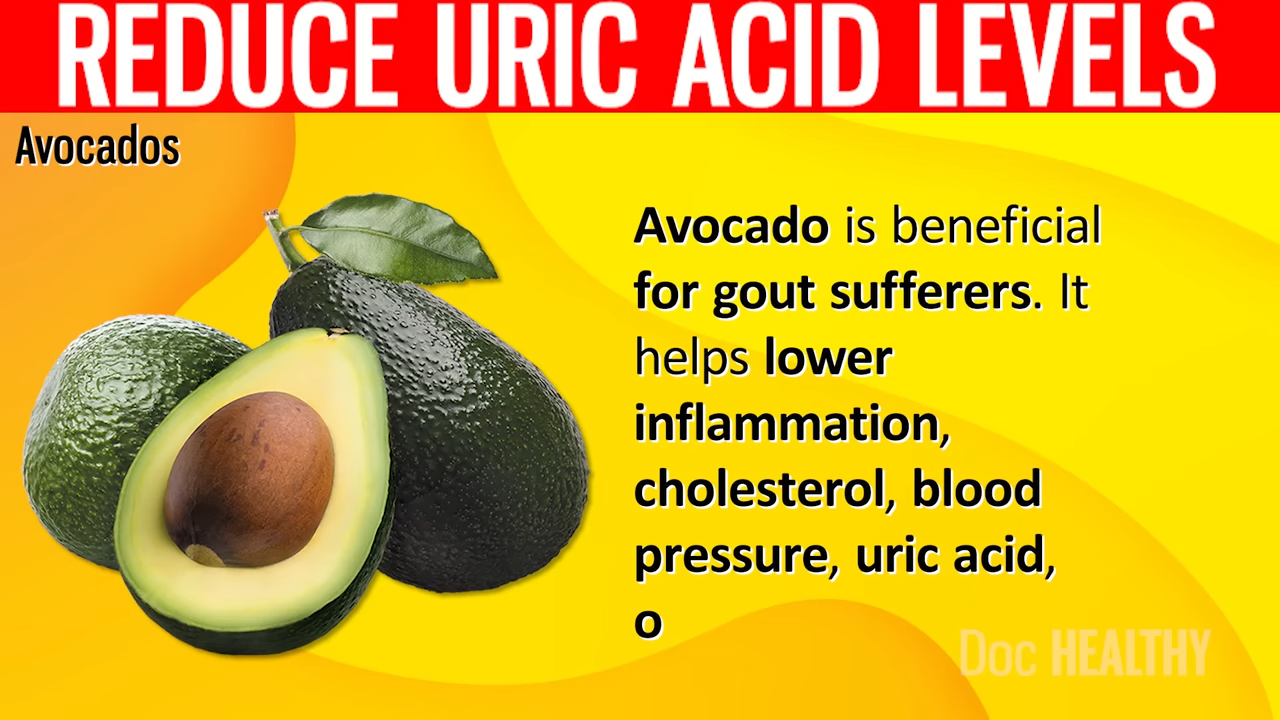 REDUCE URIC ACID LEVELS
Avocados
Avocado is beneficial
for gout sufferers. It
helps lower
inflammation,
cholesterol, blood
pressure, uric acid,
o
Doc HEALTHY